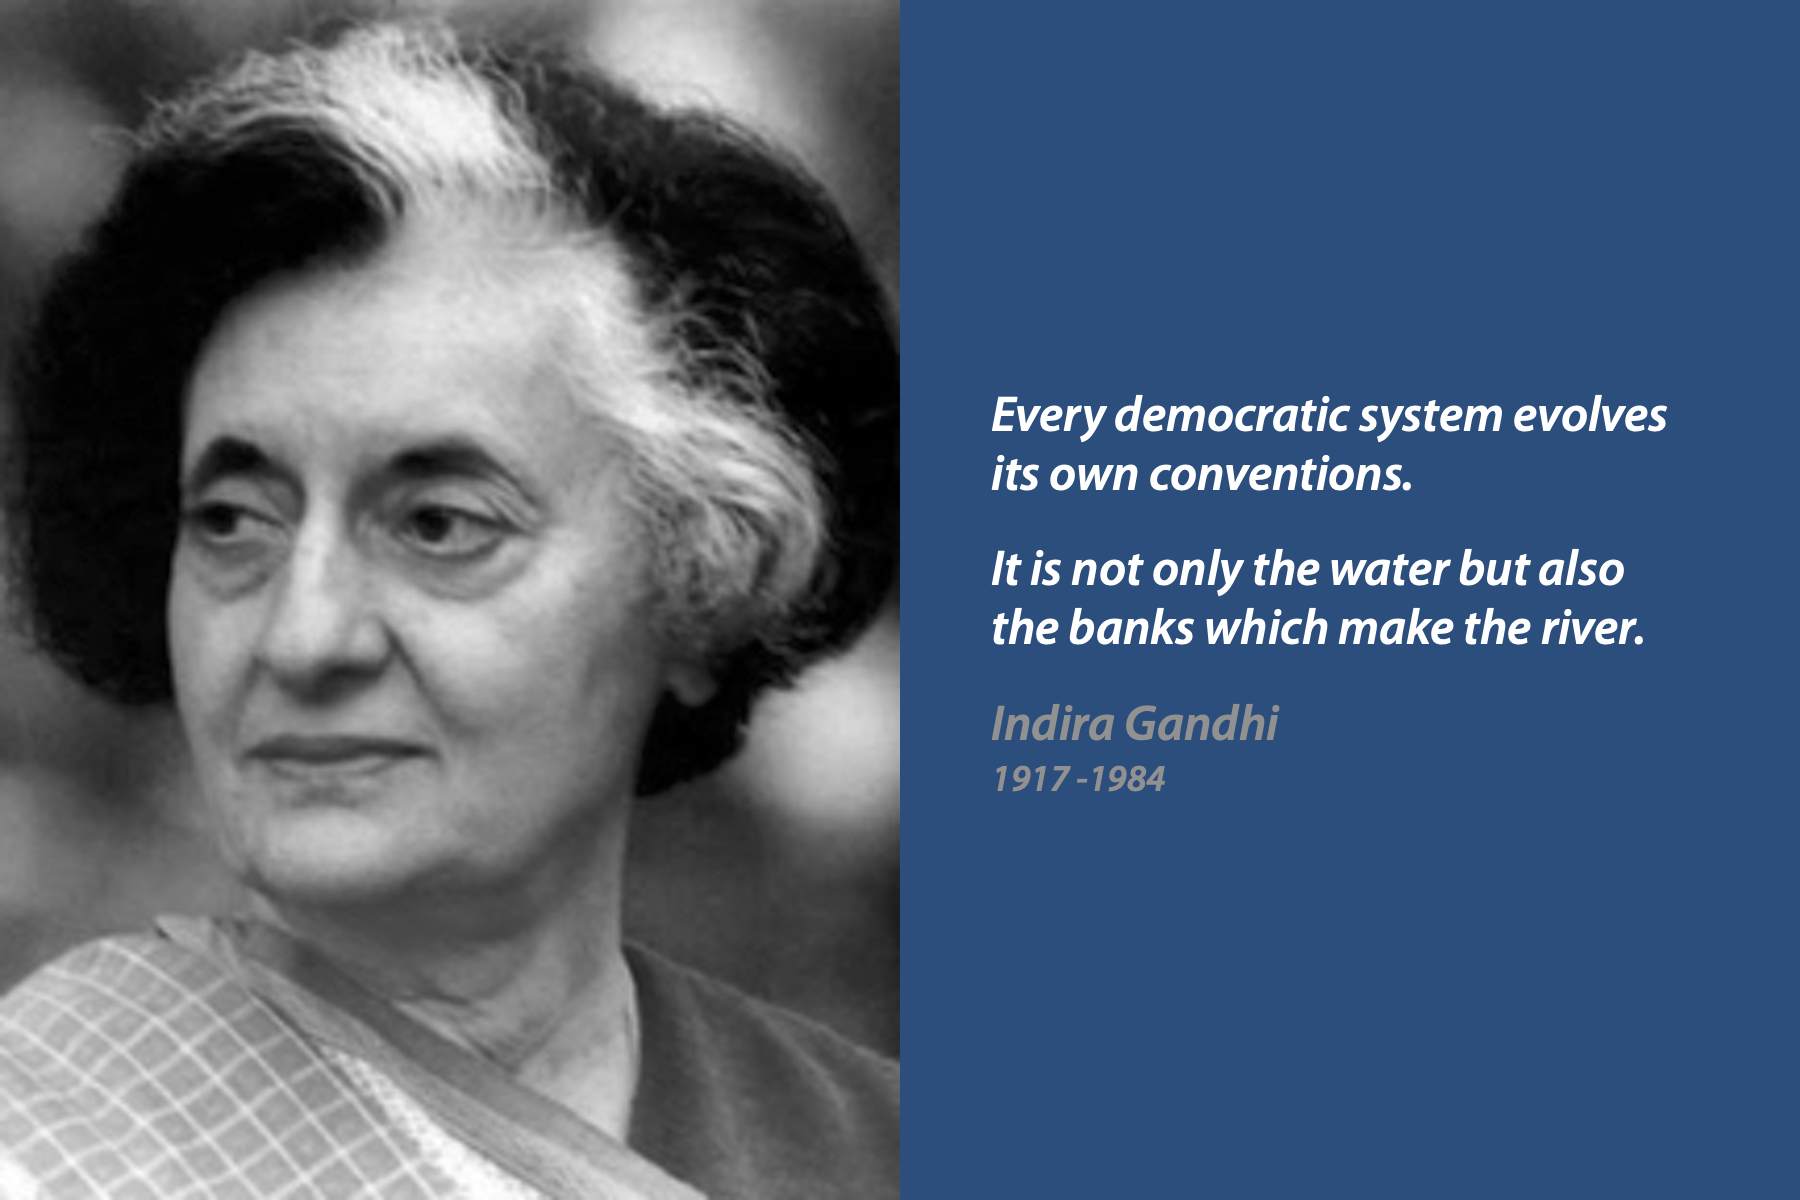 Every democratic system evolves
its own conventions.
It is not only the water but also
the banks which make the river.
Indira Gandhi
1917 -1984